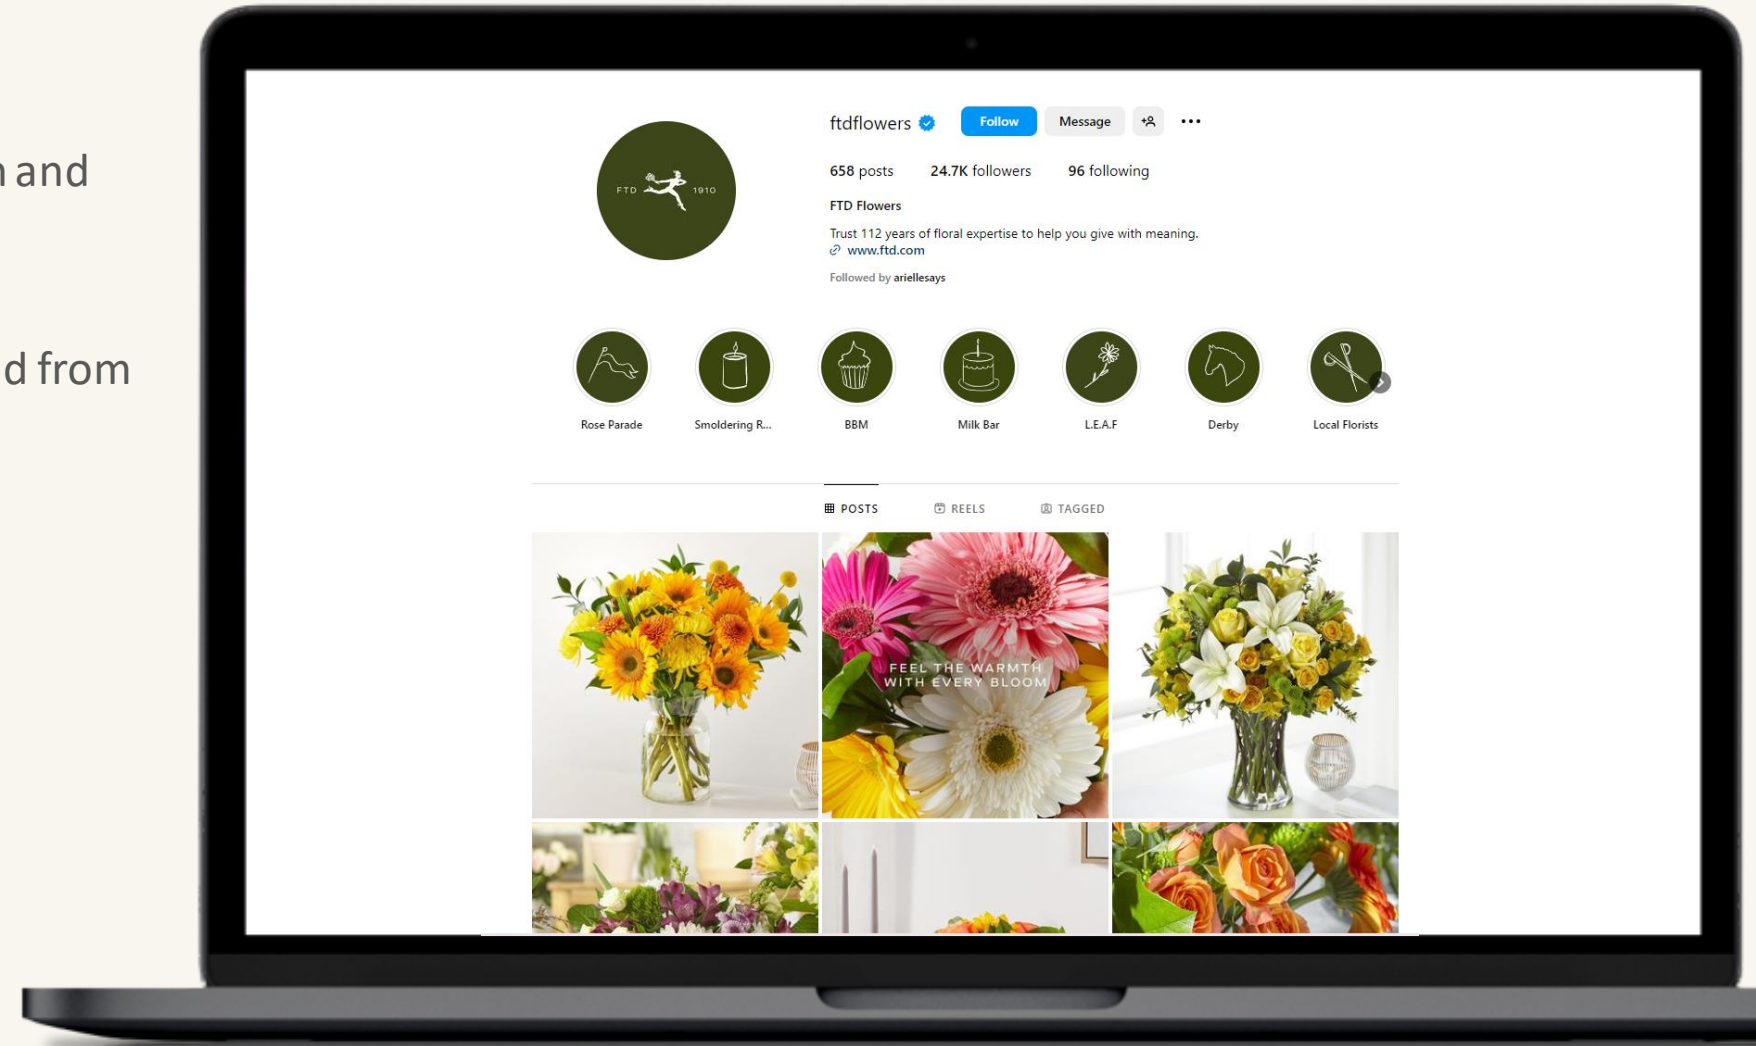 n and
d from
ftdflowers Follow Message
658 posts 24.7K followers 96 following
FTD Flowers
Trust 112 years of floral expertise to help you give with meaning.
www.ftd.com
Followed by ariellesays
FTD 1910
Rose Parade Smoldering R... BBM Milk Bar L.E.A.F Derby Local Florists
POSTS REELS TAGGED
FEEL THE WARMTH
WITH EVERY BLOOM